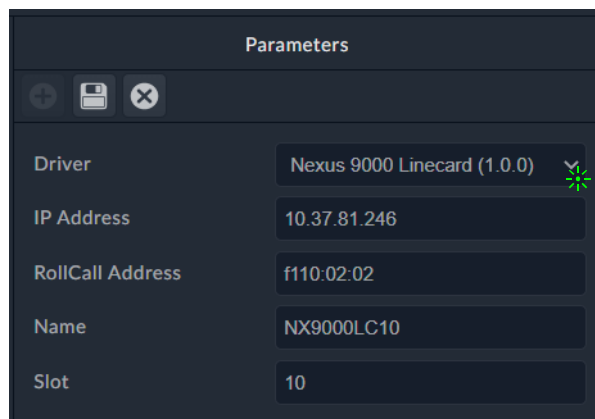 Parameters
Driver Nexus 9000 Linecard (1.0.0)
IP Address 10.37.81.246
RollCall Address f110:02:02
Name NX9000LC10
Slot 10